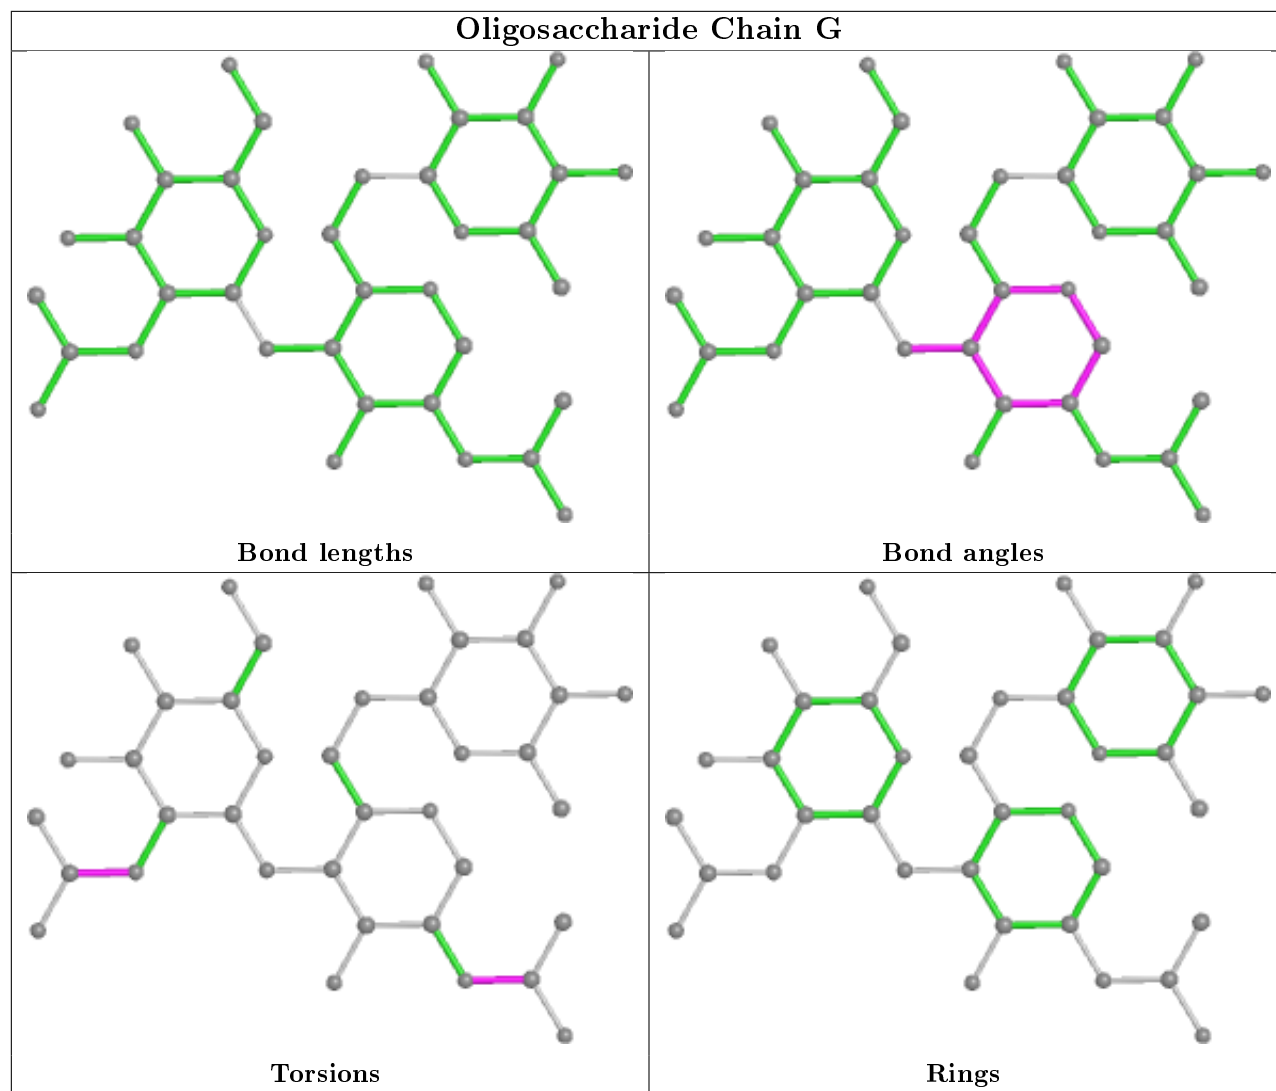 Oligosaccharide Chain G
Bond lengths
Bond angles
Torsions
Rings